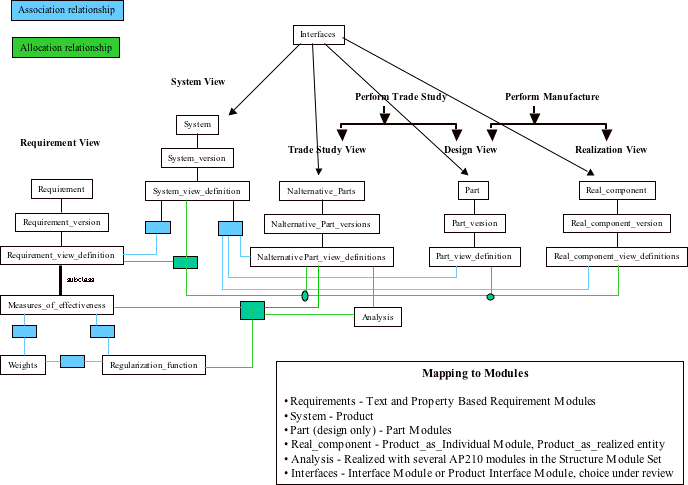 Association relationship
Allocation relationship
Interfaces
System View
Perform Trade Study
Perform Manufacture
System
Requirement View
Trade Study View
Design View
Realization View
System_version
Requirement
System_view_definition
Nalternative_Parts
Part
Real_component
Requirement_version
Nalternative_Part_versions
Part_version
Real_component_version
Requirement_view_definition
NalternativePart_view_definitions
Part_view_definition
Real_component_view_definitions
subclass
Measures_of_effectiveness
Analysis
Weights
Regularization_function
Mapping to Modules
• Requirements - Text and Property Based Requirement Modules
• System - Product
• Part (design only) - Part Modules
• Real_component - Product_as_Individual Module, Product_as_realized entity
• Analysis - Realized with several AP210 modules in the Structure Module Set
• Interfaces - Interface Module or Product Interface Module, choice under review